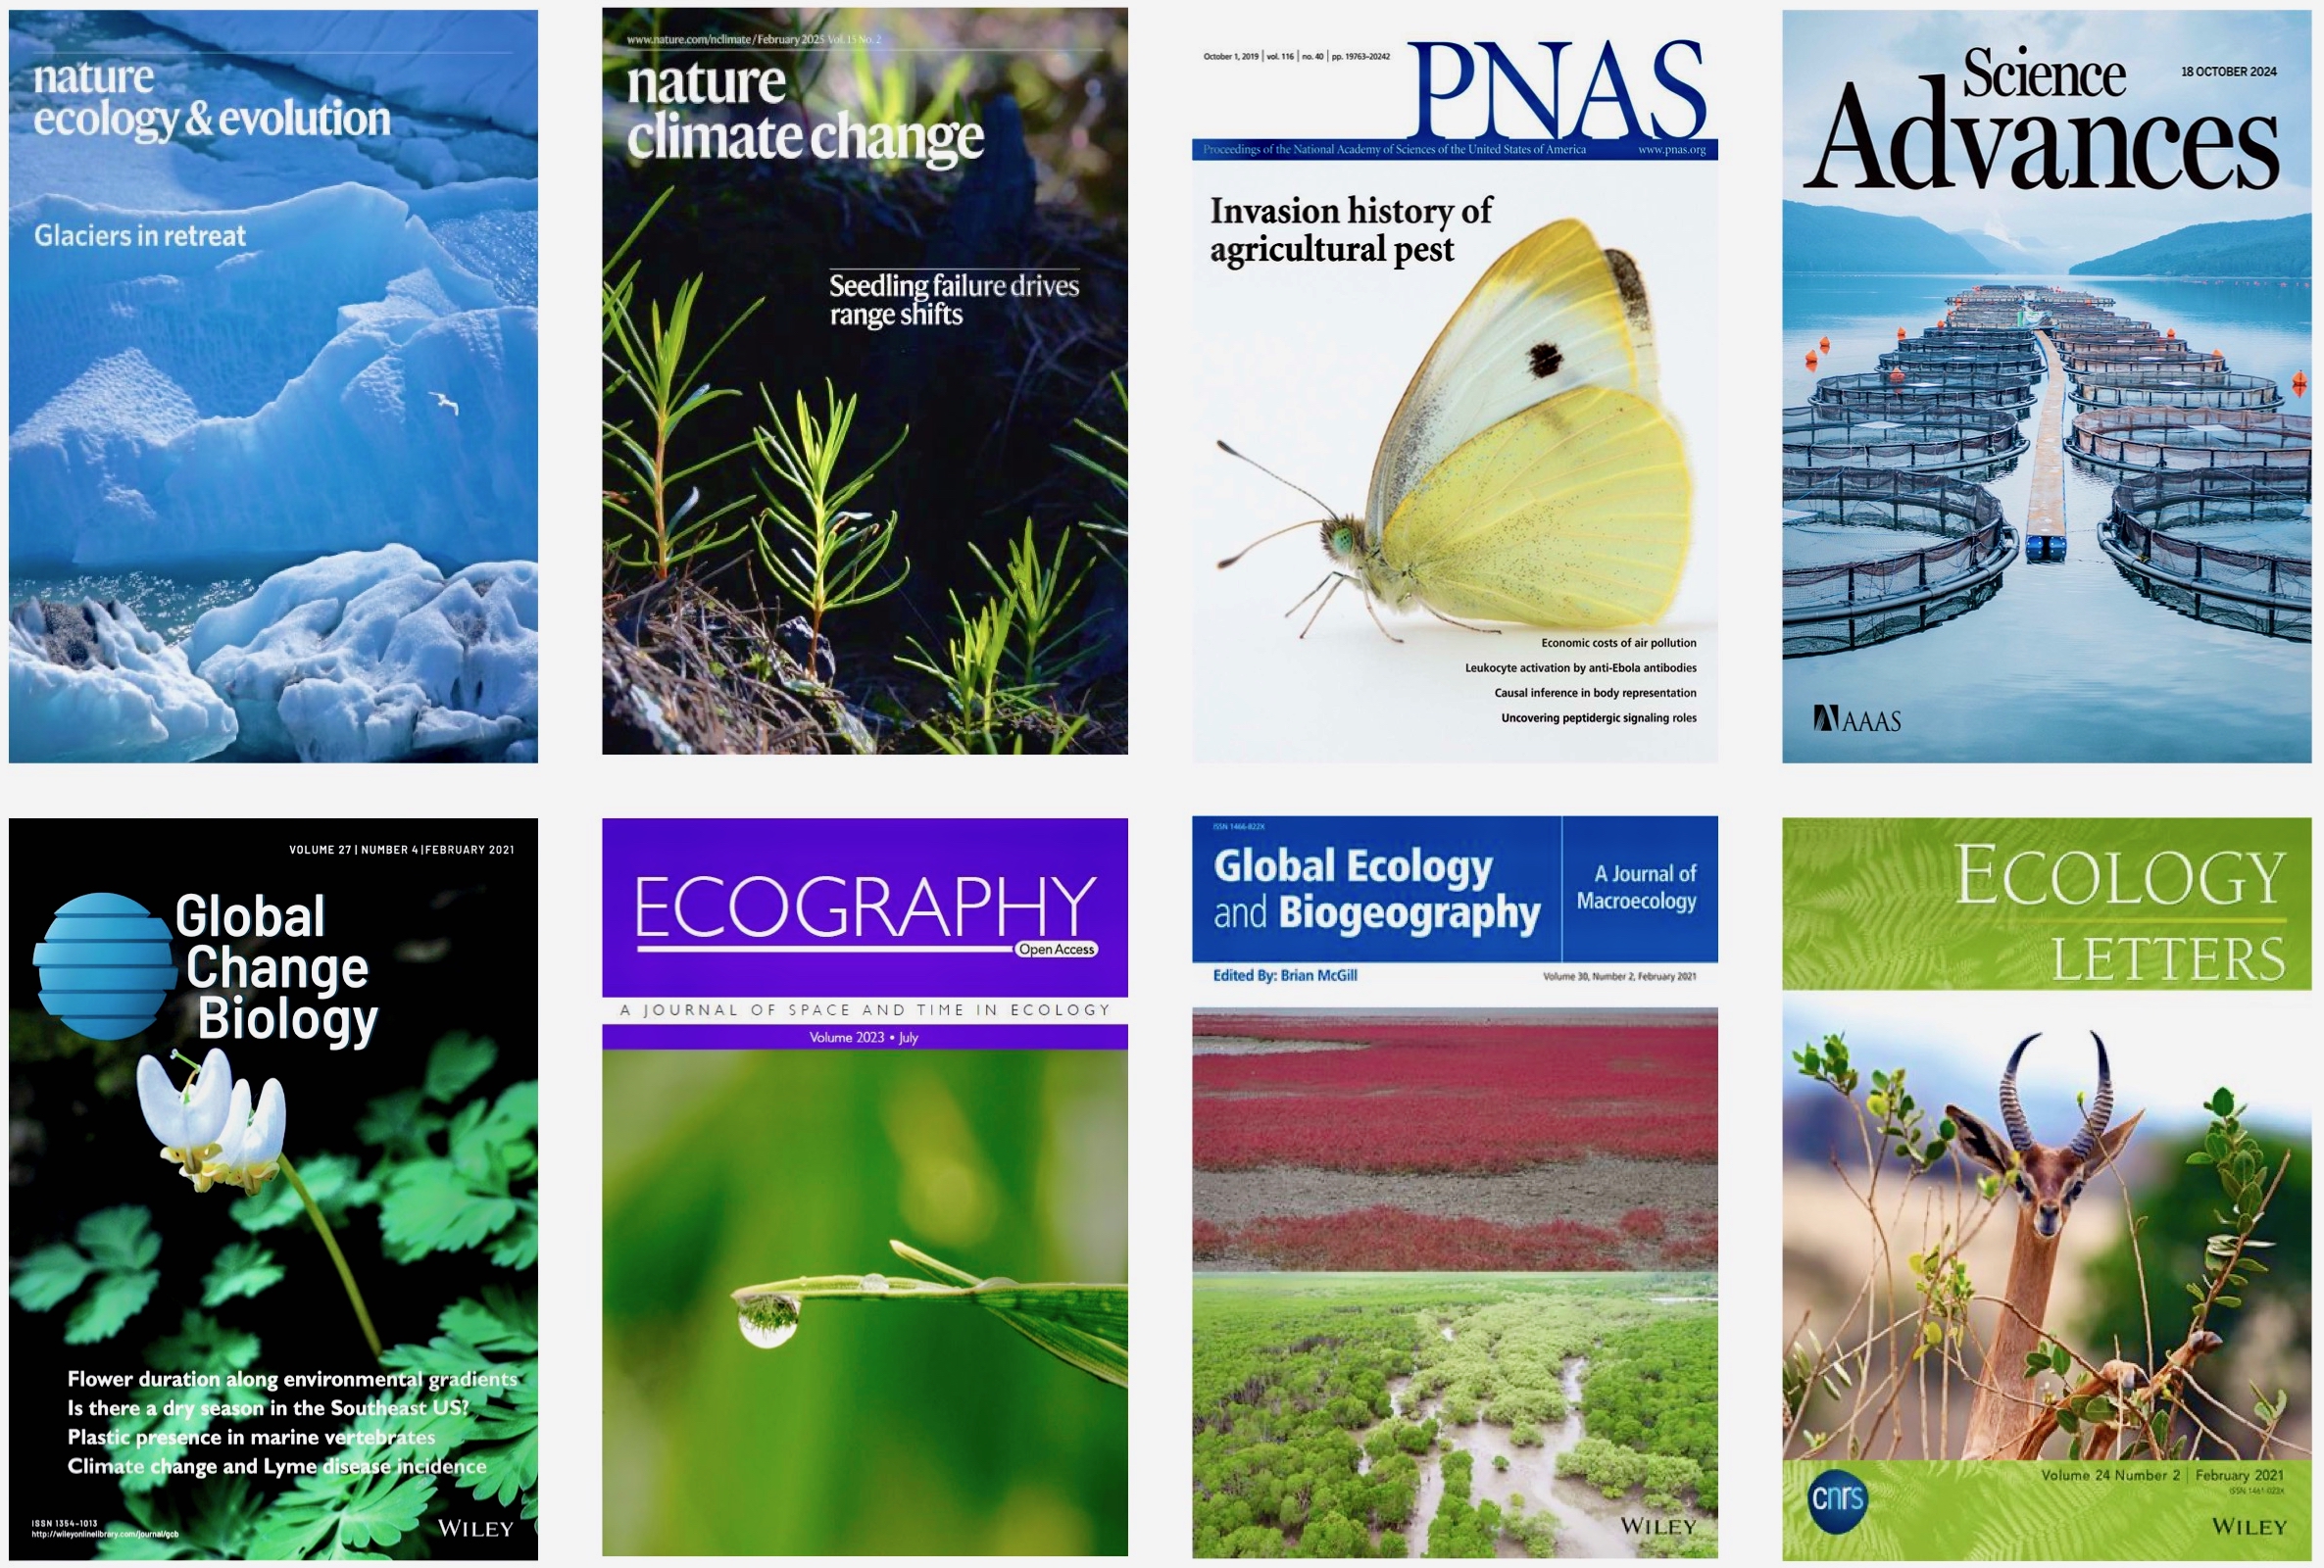 nature
ecology & evolution
Glaciers in retreat
www.nature.com/nclimate/February 2025 Vol. 15 No. 2
nature
climate change
Seedling failure drives
range shifts
October 1, 2019 | vol. 116 | no. 40 | pp. 19763–20242
PNAS
Proceedings of the National Academy of Sciences of the United States of America www.pnas.org
Invasion history of
agricultural pest
Economic costs of air pollution
Leukocyte activation by anti-Ebola antibodies
Causal inference in body representation
Uncovering peptidergic signaling roles
Science
18 OCTOBER 2024
Advances
AAAS
VOLUME 27 | NUMBER 4 | FEBRUARY 2021
Global
Change
Biology
Flower duration along environmental gradients
Is there a dry season in the Southeast US?
Plastic presence in marine vertebrates
Climate change and Lyme disease incidence
ISSN 1354-1013
http://wileyonlinelibrary.com/journal/gcb
WILEY
ECOGRAPHY
Open Access
A JOURNAL OF SPACE AND TIME IN ECOLOGY
Volume 2023 • July
ISSN 1466-822X
Global Ecology
and Biogeography
A Journal of
Macroecology
Edited By: Brian McGill
Volume 30, Number 2, February 2021
WILEY
ECOLOGY
LETTERS
cnrs
Volume 24 Number 2 | February 2021
ISSN 1461-023X
WILEY